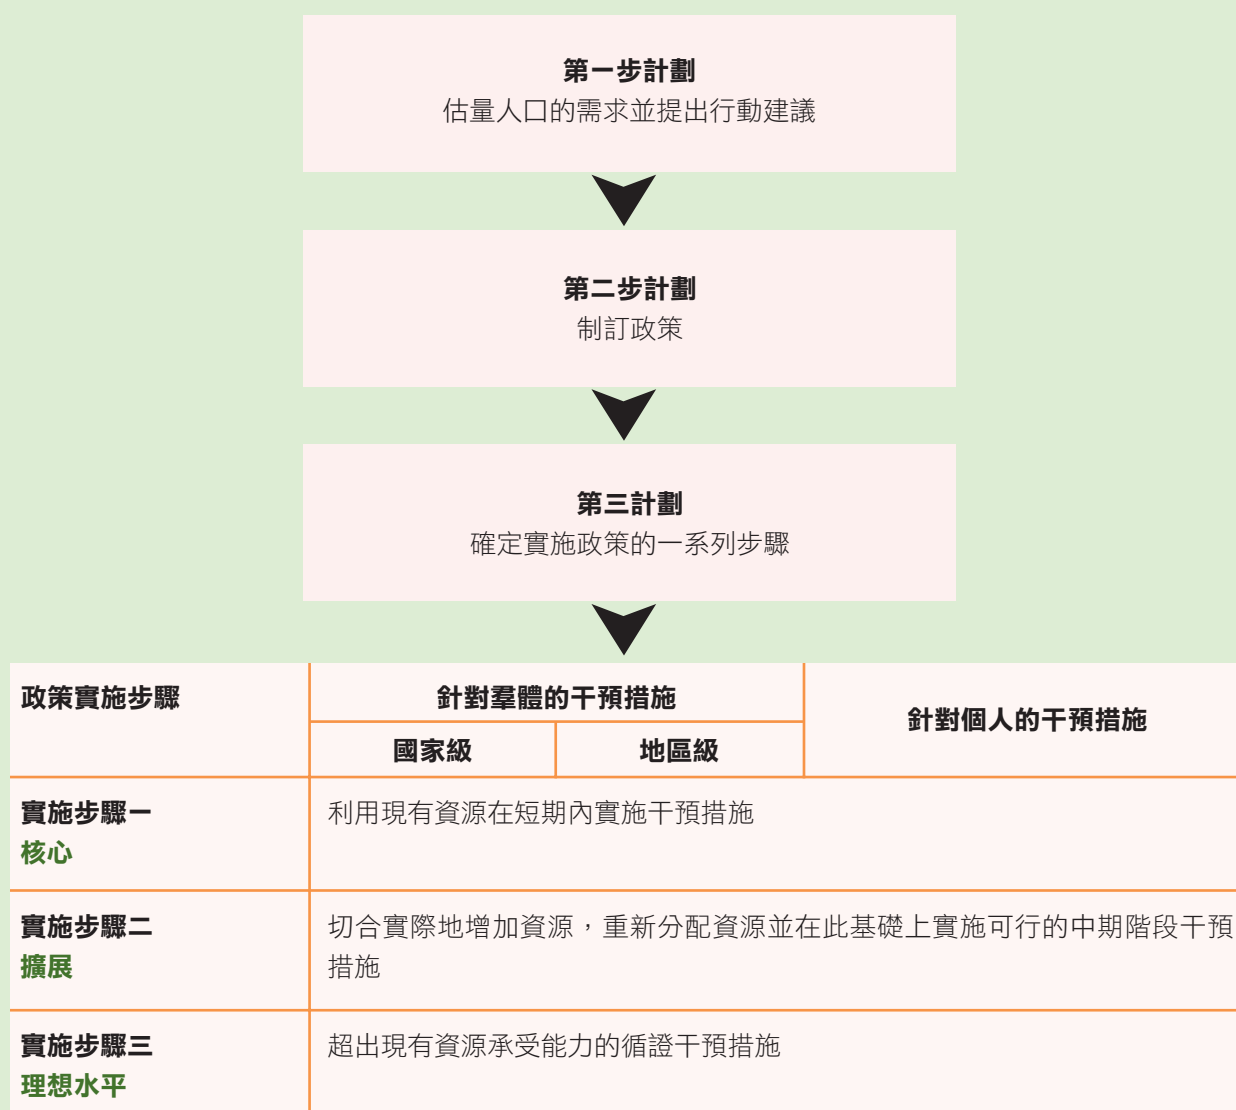 第一步計劃
估量人口的需求並提出行動建議
第二步計劃
制訂政策
第三計劃
確定實施政策的一系列步驟
政策實施步驟
針對羣體的干預措施
針對個人的干預措施
國家級
地區級
實施步驟一
核心
利用現有資源在短期內實施干預措施
實施步驟二
擴展
切合實際地增加資源，重新分配資源並在此基礎上實施可行的中期階段干預
措施
實施步驟三
理想水平
超出現有資源承受能力的循證干預措施